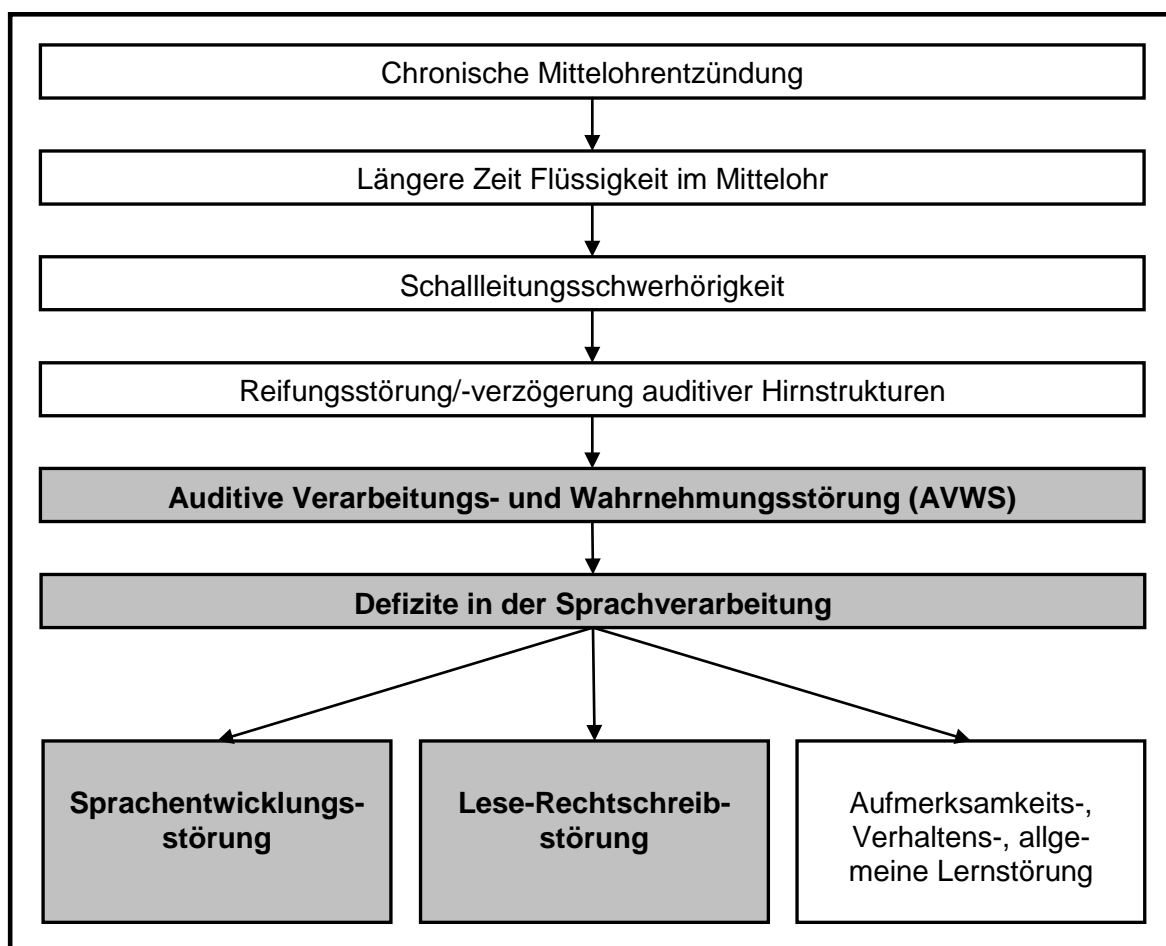 Chronische Mittelohrentzündung
Längere Zeit Flüssigkeit im Mittelohr
Schallleitungsschwerhörigkeit
Reifungsstörung/-verzögerung auditiver Hirnstrukturen
Auditive Verarbeitungs- und Wahrnehmungsstörung (AVWS)
Defizite in der Sprachverarbeitung
Sprachentwicklungs-
störung
Lese-Rechtschreib-
störung
Aufmerksamkeits-,
Verhaltens-, allge-
meine Lernstörung